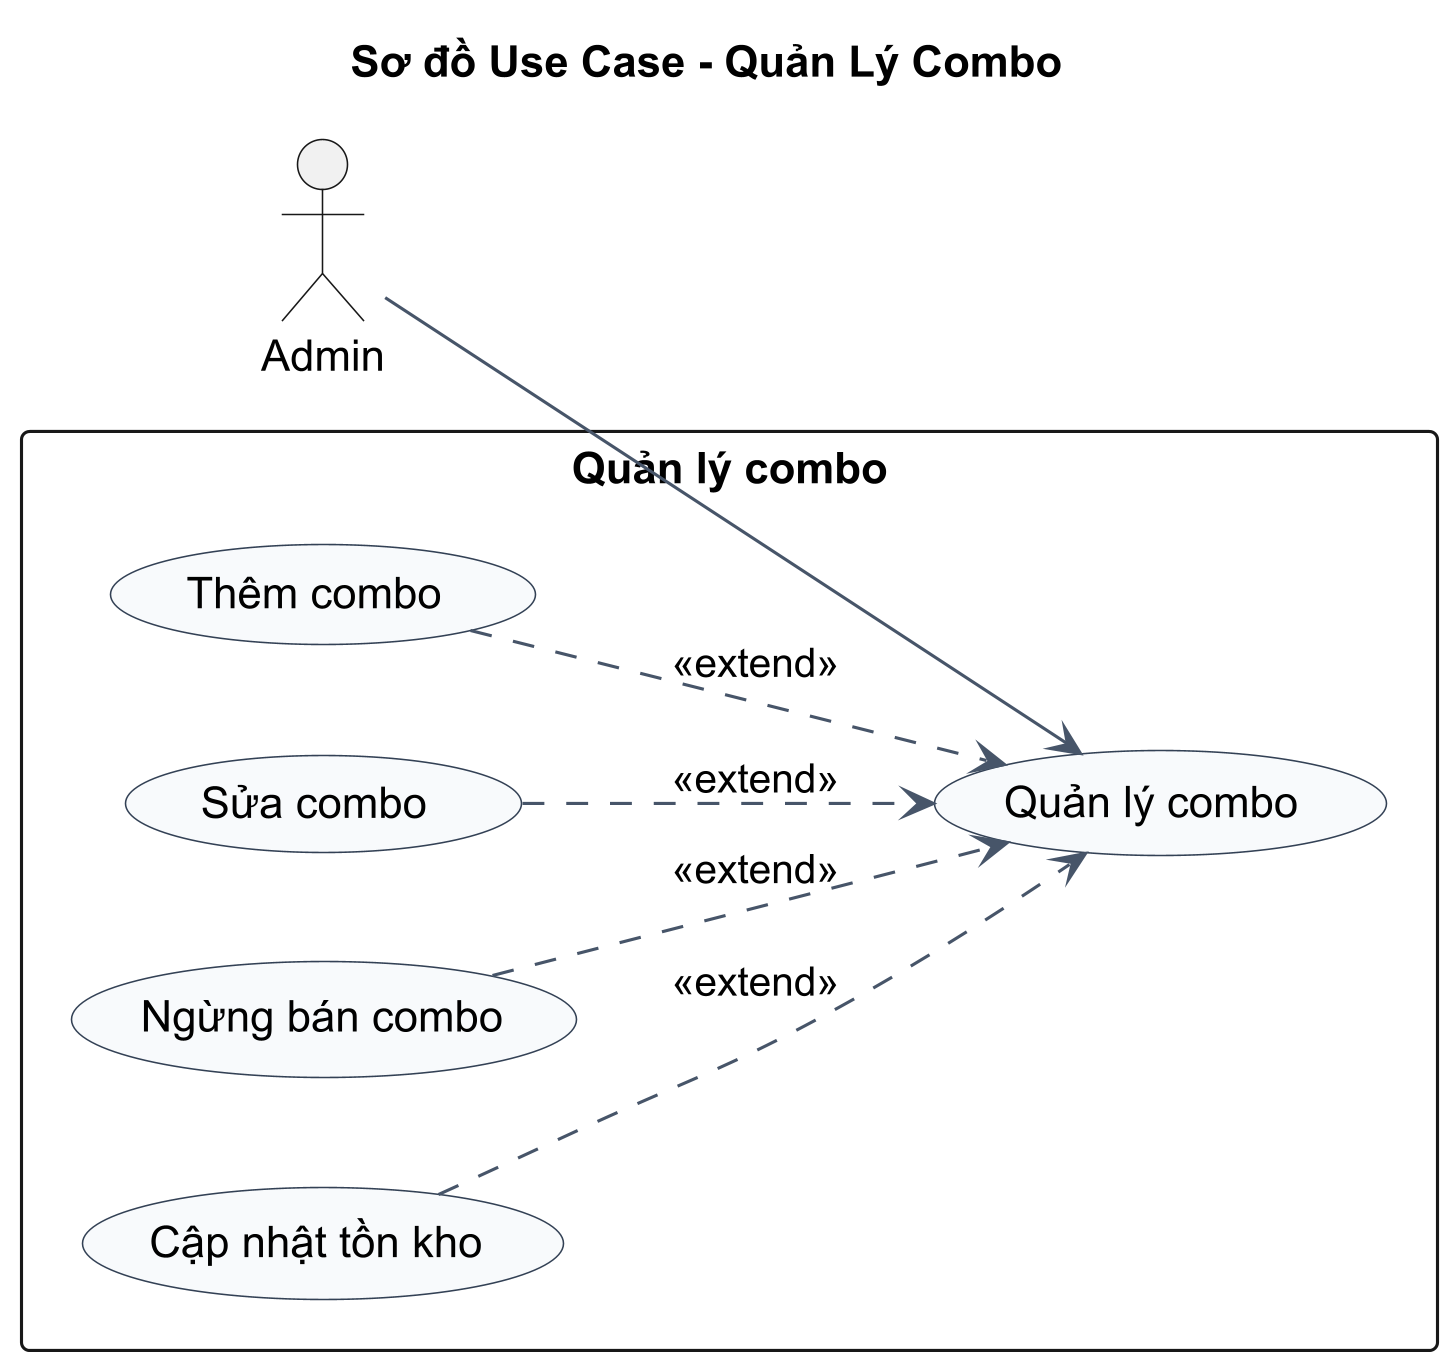 Sơ đồ Use Case - Quản Lý Combo
Admin
Quản lý combo
Thêm combo
«extend»
Sửa combo
«extend»
Quản lý combo
«extend»
Ngừng bán combo
«extend»
Cập nhật tồn kho